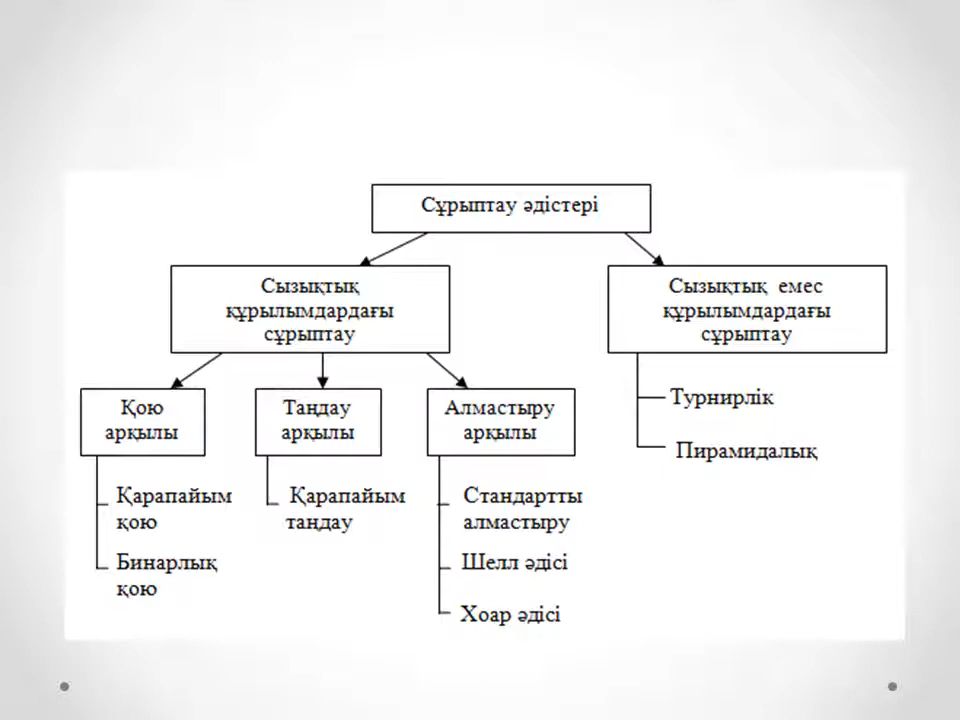 Сұрыптау әдістері
Сызықтық
құрылымдардағы
сұрыптау
Сызықтық емес
құрылымдардағы
сұрыптау
Қою
арқылы
Таңдау
арқылы
Алмастыру
арқылы
Турнирлік
Пирамидалық
Қарапайым
қою
Бинарлық
қою
Қарапайым
таңдау
Стандартты
алмастыру
Шелл әдісі
Хоар әдісі